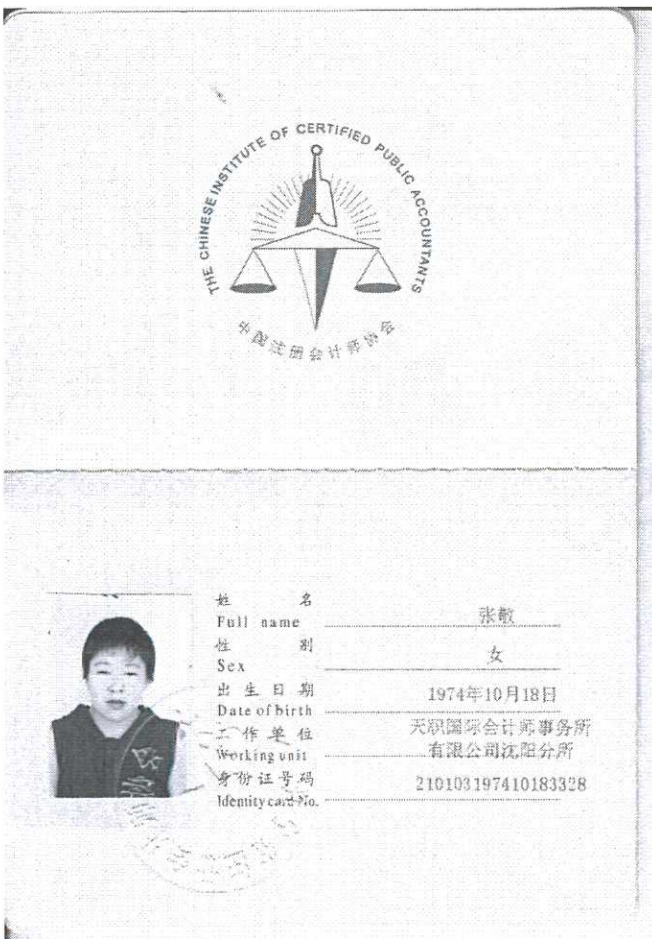 THE CHINESE INSTITUTE OF CERTIFIED PUBLIC ACCOUNTANTS
中国注册会计师协会
姓 名
Full name
张敬
性 别
Sex
女
出生日期
Date of birth
1974年10月18日
工作单位
Working unit
天职国际会计师事务所
有限公司沈阳分所
身份证号码
Identity card No.
210103197410183328